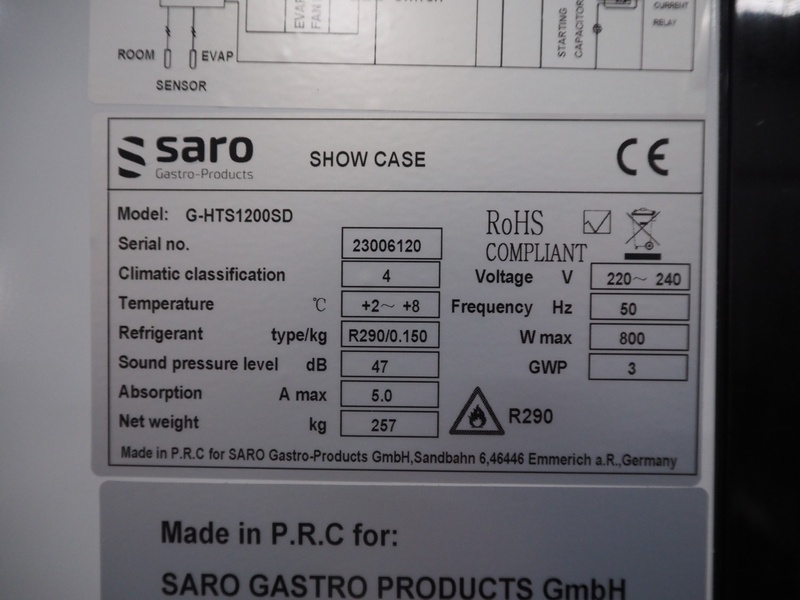 EVAP
FAN
STARTING
CAPACITOR
CURRENT
RELAY
ROOM EVAP
SENSOR
saro
Gastro-Products
SHOW CASE
CE
Model: G-HTS1200SD
RoHS
COMPLIANT
Serial no. 23006120
Climatic classification 4
Voltage V 220～ 240
Temperature ℃ +2～ +8
Frequency Hz 50
Refrigerant type/kg R290/0.150
W max 800
Sound pressure level dB 47
GWP 3
Absorption A max 5.0
R290
Net weight kg 257
Made in P.R.C for SARO Gastro-Products GmbH,Sandbahn 6,46446 Emmerich a.R.,Germany
Made in P.R.C for:
SARO GASTRO PRODUCTS GmbH